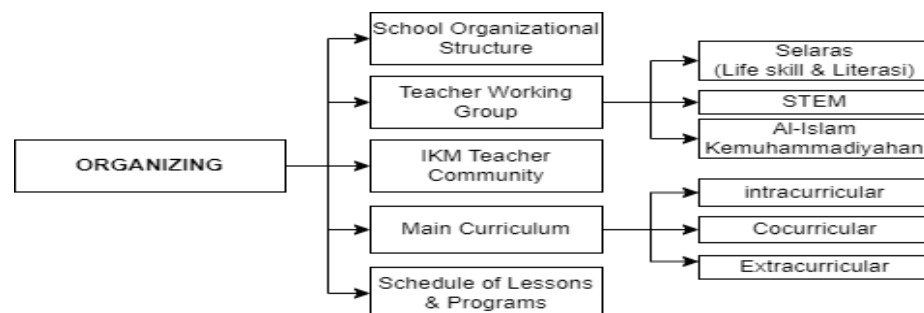 ORGANIZING
School Organizational
Structure
Teacher Working
Group
IKM Teacher
Community
Main Curriculum
Schedule of Lessons
& Programs
Selaras
(Life skill & Literasi)
STEM
Al-Islam
Kemuhammadiyahan
intracurricular
Cocurricular
Extracurricular